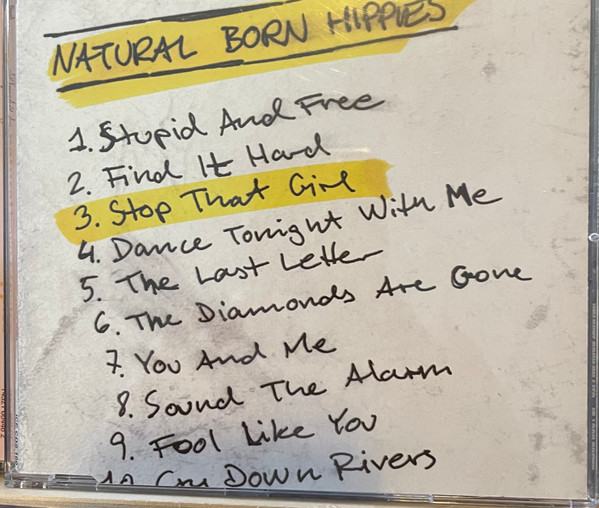 NATURAL BORN HIPPIES
1. Stupid And Free
2. Find It Hard
3. Stop That Girl
4. Dance Tonight With Me
5. The Last Letter
6. The Diamonds Are Gone
7. You And Me
8. Sound The Alarm
9. Fool Like You
10 Cry Down Rivers